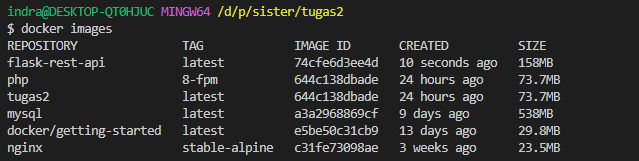 indra@DESKTOP-QT0HJUC MINGW64 /d/p/sister/tugas2
$ docker images
REPOSITORY TAG IMAGE ID CREATED SIZE
flask-rest-api latest 74cfe6d3ee4d 10 seconds ago 158MB
php 8-fpm 644c138dbade 24 hours ago 73.7MB
tugas2 latest 644c138dbade 24 hours ago 73.7MB
mysql latest a3a2968869cf 9 days ago 538MB
docker/getting-started latest e5be50c31cb9 13 days ago 29.8MB
nginx stable-alpine c31fe73098ae 3 weeks ago 23.5MB